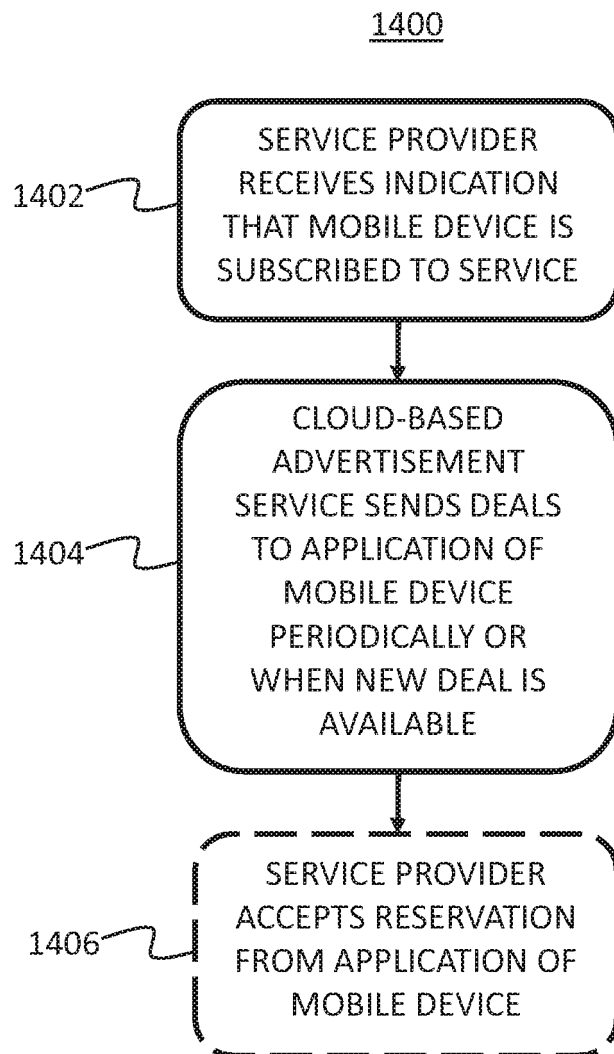 1400
SERVICE PROVIDER
RECEIVES INDICATION
THAT MOBILE DEVICE IS
SUBSCRIBED TO SERVICE
1402
CLOUD-BASED
ADVERTISEMENT
SERVICE SENDS DEALS
TO APPLICATION OF
MOBILE DEVICE
PERIODICALLY OR
WHEN NEW DEAL IS
AVAILABLE
1404
SERVICE PROVIDER
ACCEPTS RESERVATION
FROM APPLICATION OF
MOBILE DEVICE
1406